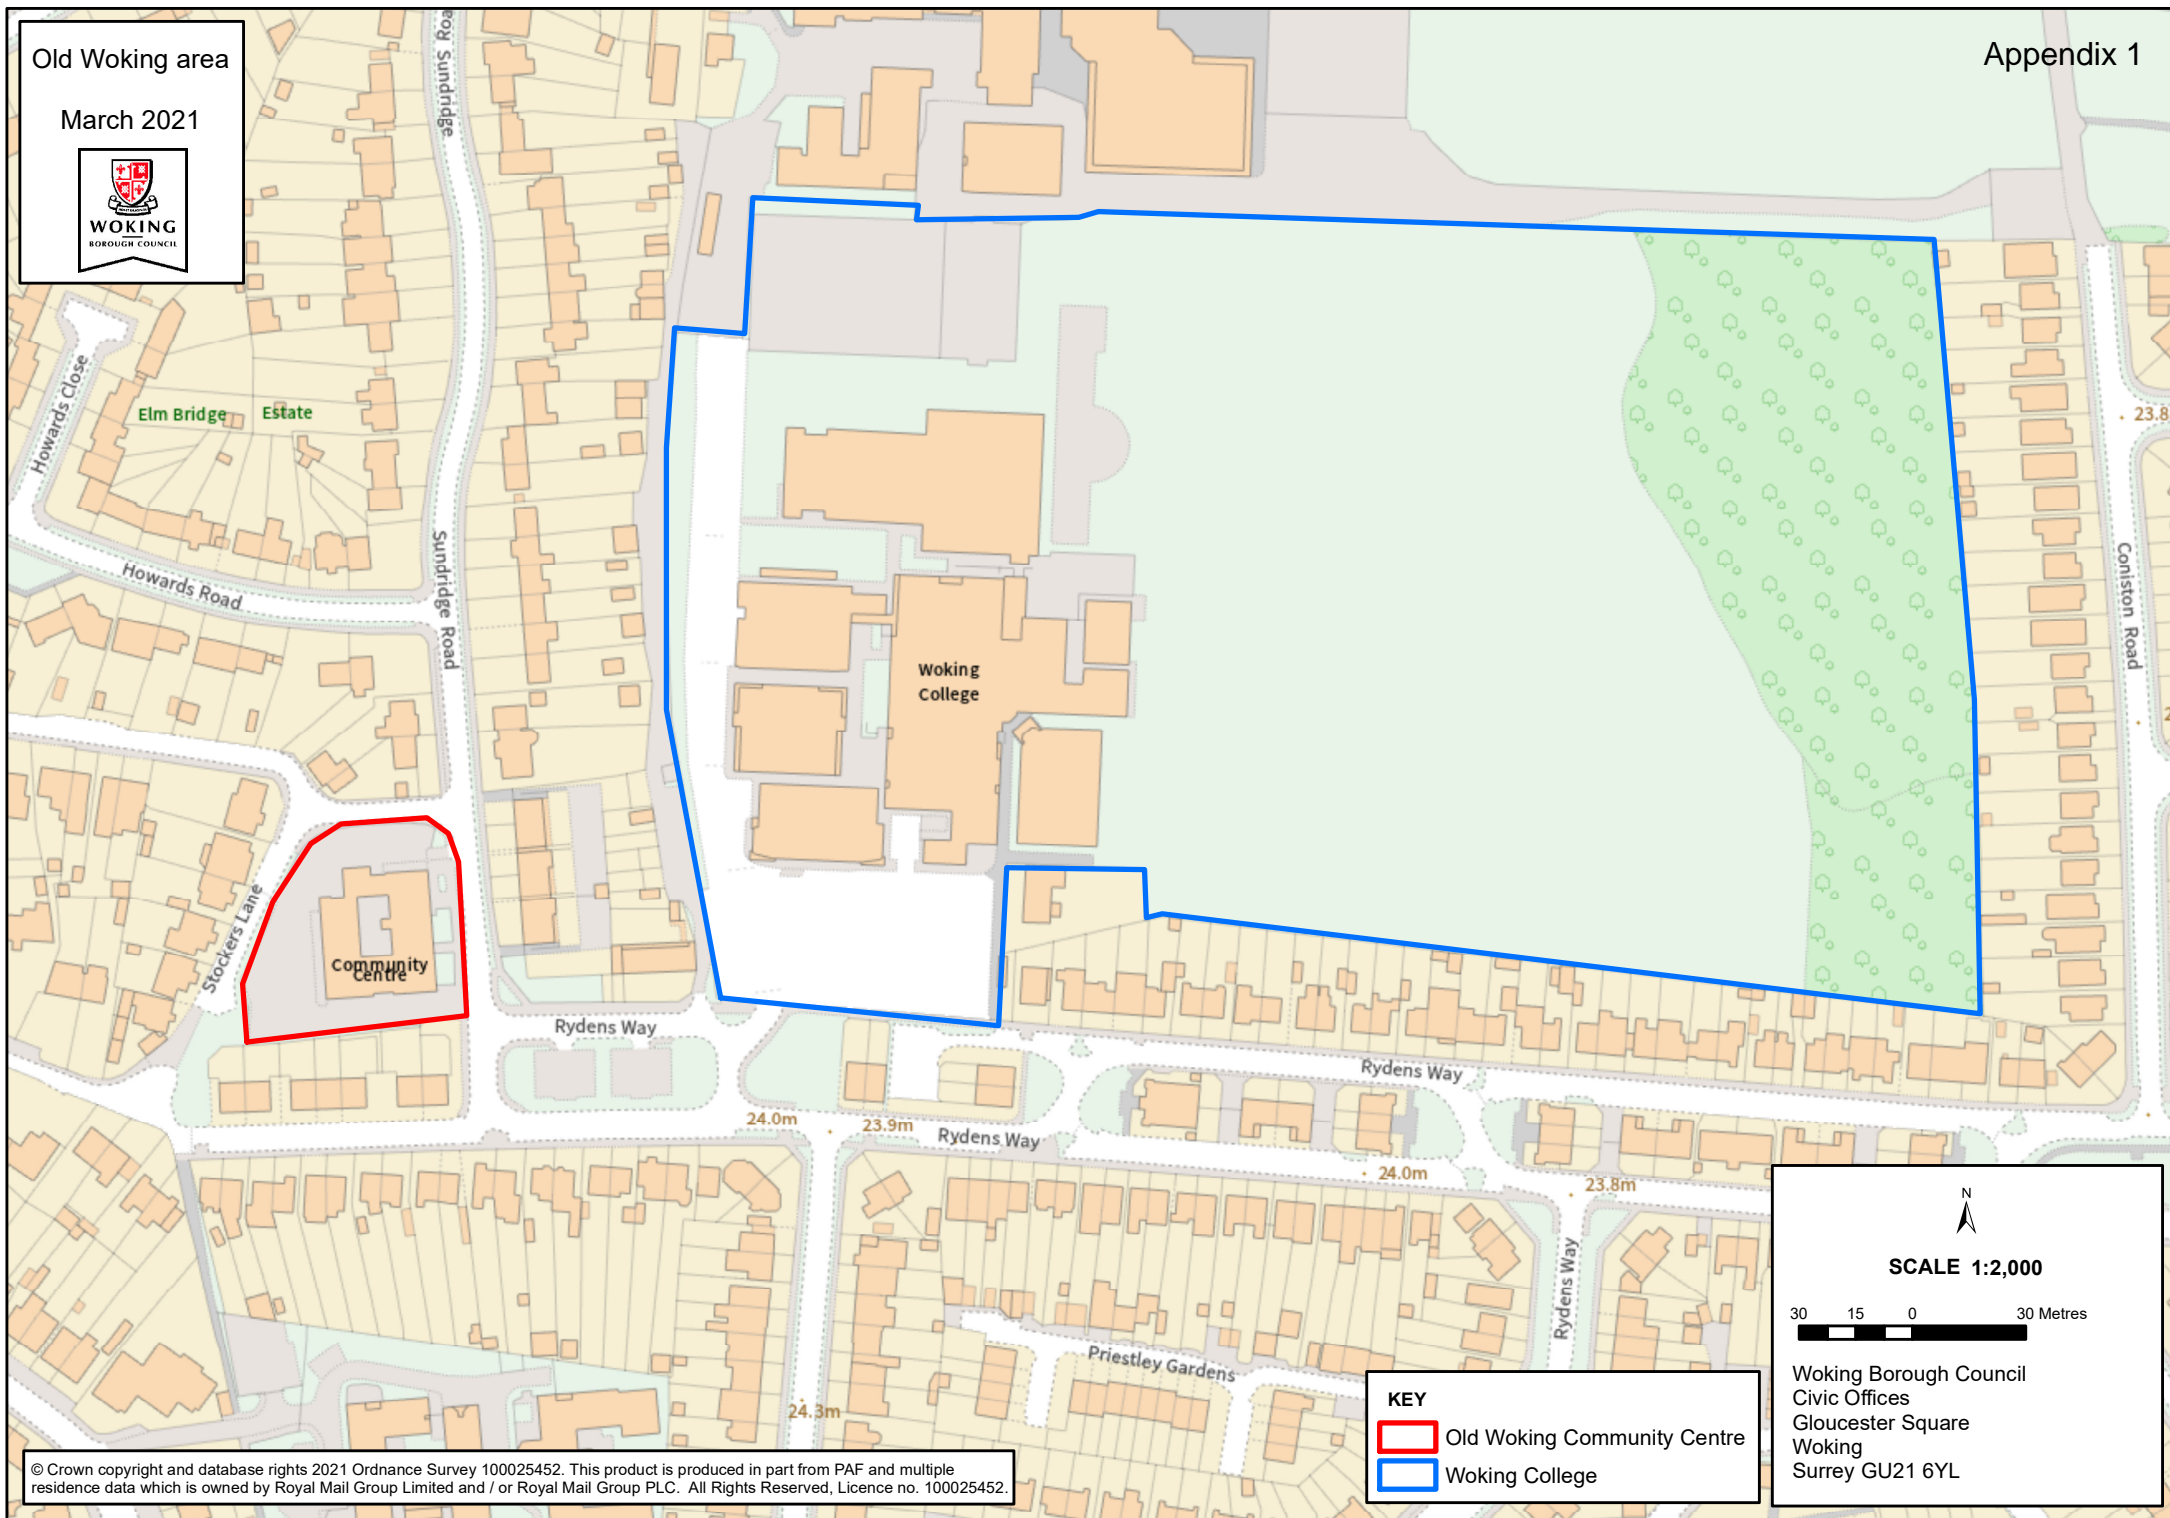 Old Woking area
March 2021
WOKING
BOROUGH COUNCIL
Appendix 1
Sundridge Roa
Howards Close
Elm Bridge Estate
23.8
Howards Road
Sundridge Road
Coniston Road
Woking
College
2
Stockers Lane
Community
Centre
Rydens Way
Rydens Way
24.0m
23.9m
Rydens Way
24.0m
23.8m
Rydens Way
Priestley Gardens
24.3m
N
SCALE 1:2,000
30 15 0 30 Metres
Woking Borough Council
Civic Offices
Gloucester Square
Woking
Surrey GU21 6YL
KEY
Old Woking Community Centre
Woking College
© Crown copyright and database rights 2021 Ordnance Survey 100025452. This product is produced in part from PAF and multiple
residence data which is owned by Royal Mail Group Limited and / or Royal Mail Group PLC. All Rights Reserved, Licence no. 100025452.